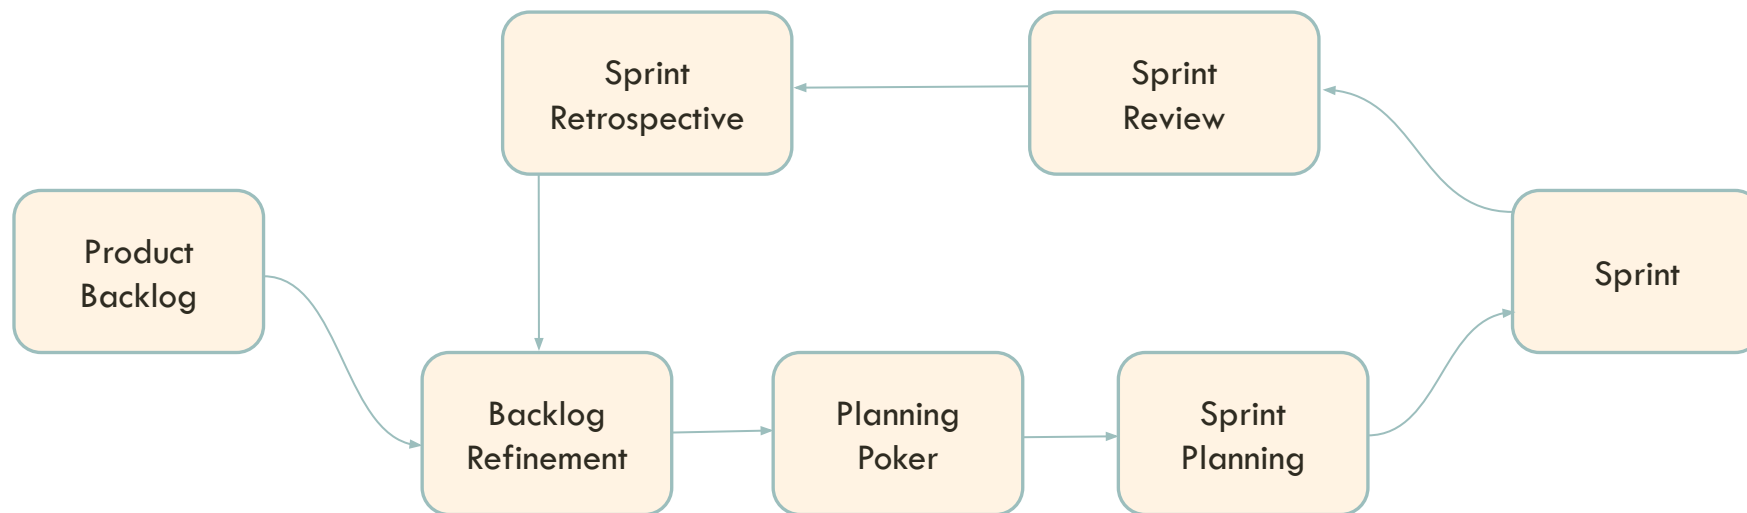 Sprint
Retrospective
Sprint
Review
Product
Backlog
Sprint
Backlog
Refinement
Planning
Poker
Sprint
Planning